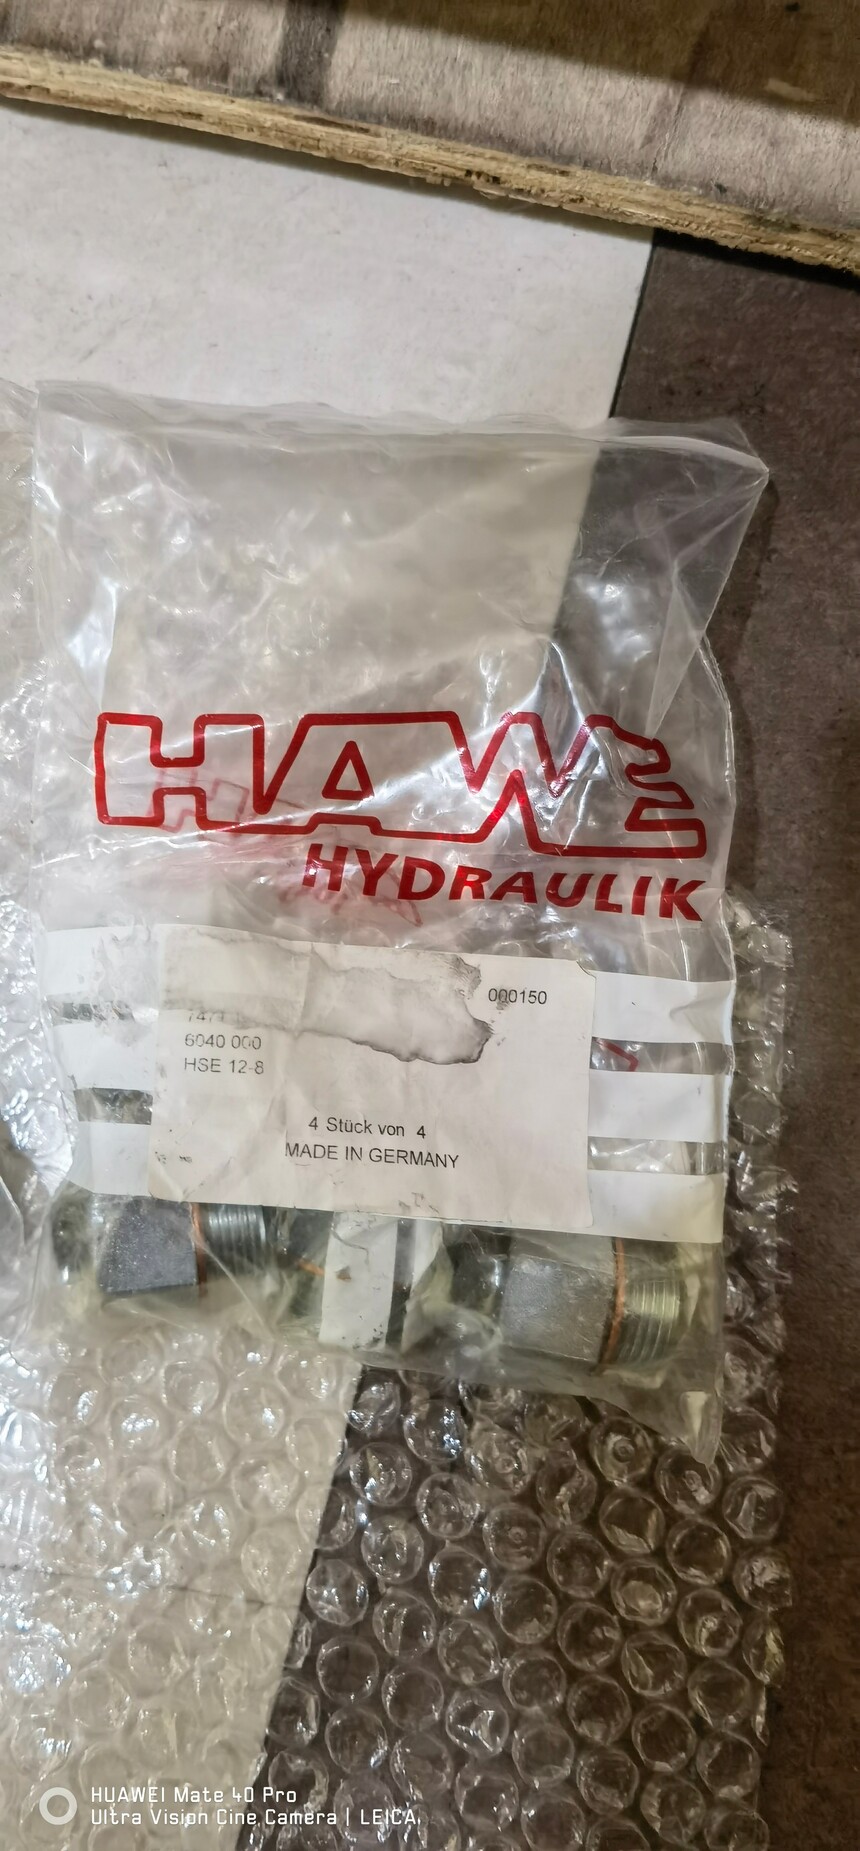 HAWE
HYDRAULIK
000150
6040 000
HSE 12-8
4 Stück von 4
MADE IN GERMANY
HUAWEI Mate 40 Pro
Ultra Vision Cine Camera | LEICA